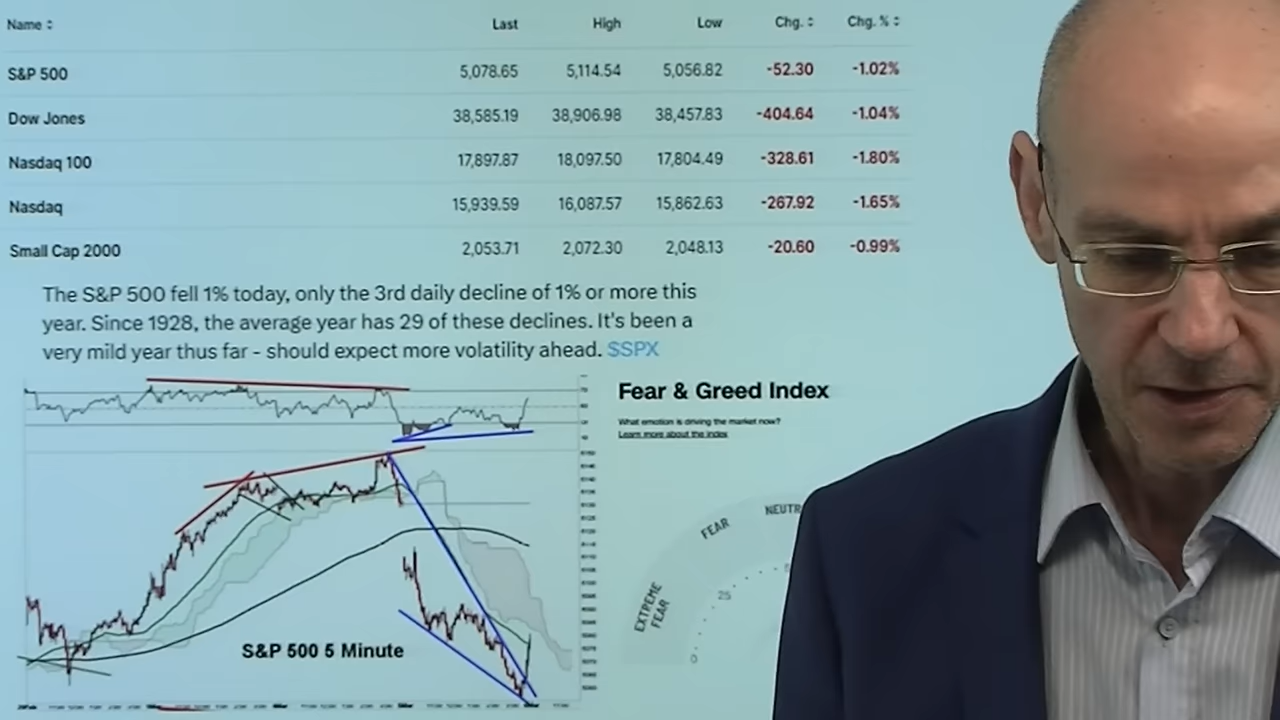 Name Last High Low Chg. Chg. %
S&P 500 5,078.65 5,114.54 5,056.82 -52.30 -1.02%
Dow Jones 38,585.19 38,906.98 38,457.83 -404.64 -1.04%
Nasdaq 100 17,897.87 18,097.50 17,804.49 -328.61 -1.80%
Nasdaq 15,939.59 16,087.57 15,862.63 -267.92 -1.65%
Small Cap 2000 2,053.71 2,072.30 2,048.13 -20.60 -0.99%
The S&P 500 fell 1% today, only the 3rd daily decline of 1% or more this
year. Since 1928, the average year has 29 of these declines. It's been a
very mild year thus far - should expect more volatility ahead. $SPX
Fear & Greed Index
What emotion is driving the market now?
Learn more about the index
EXTREME
FEAR
FEAR
NEUTR
25
0
S&P 500 5 Minute